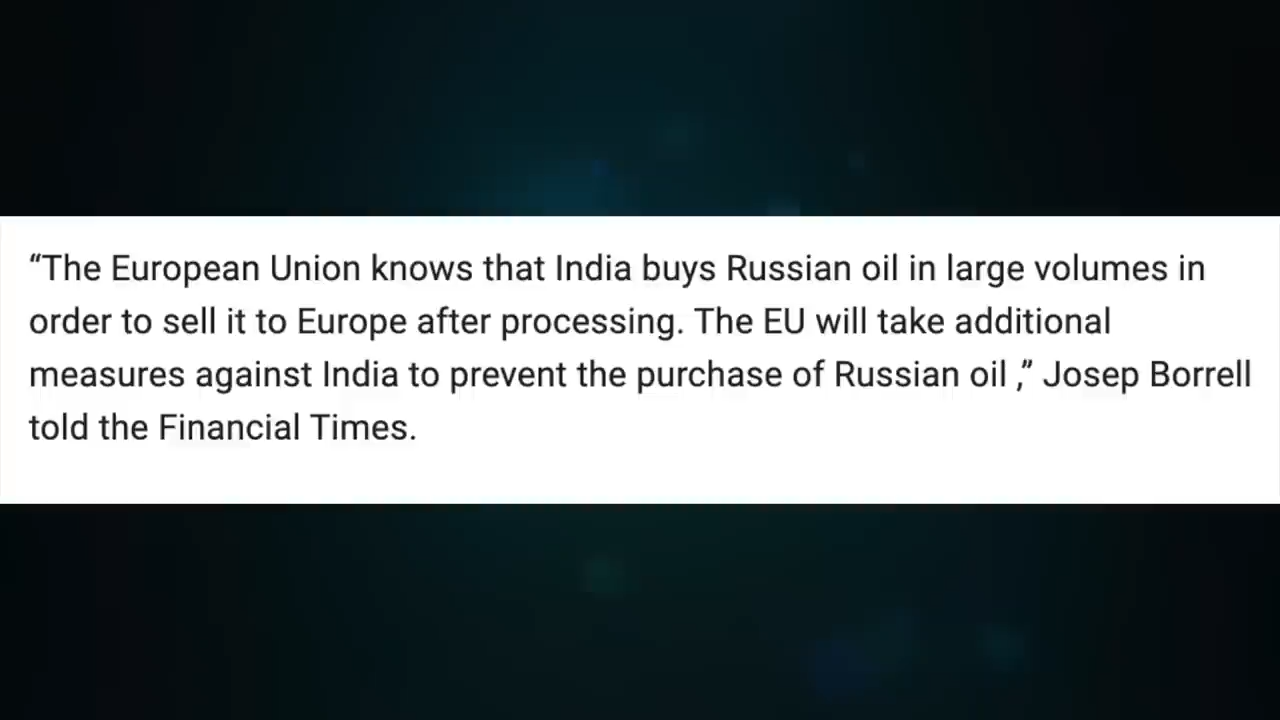 “The European Union knows that India buys Russian oil in large volumes in
order to sell it to Europe after processing. The EU will take additional
measures against India to prevent the purchase of Russian oil ,” Josep Borrell
told the Financial Times.